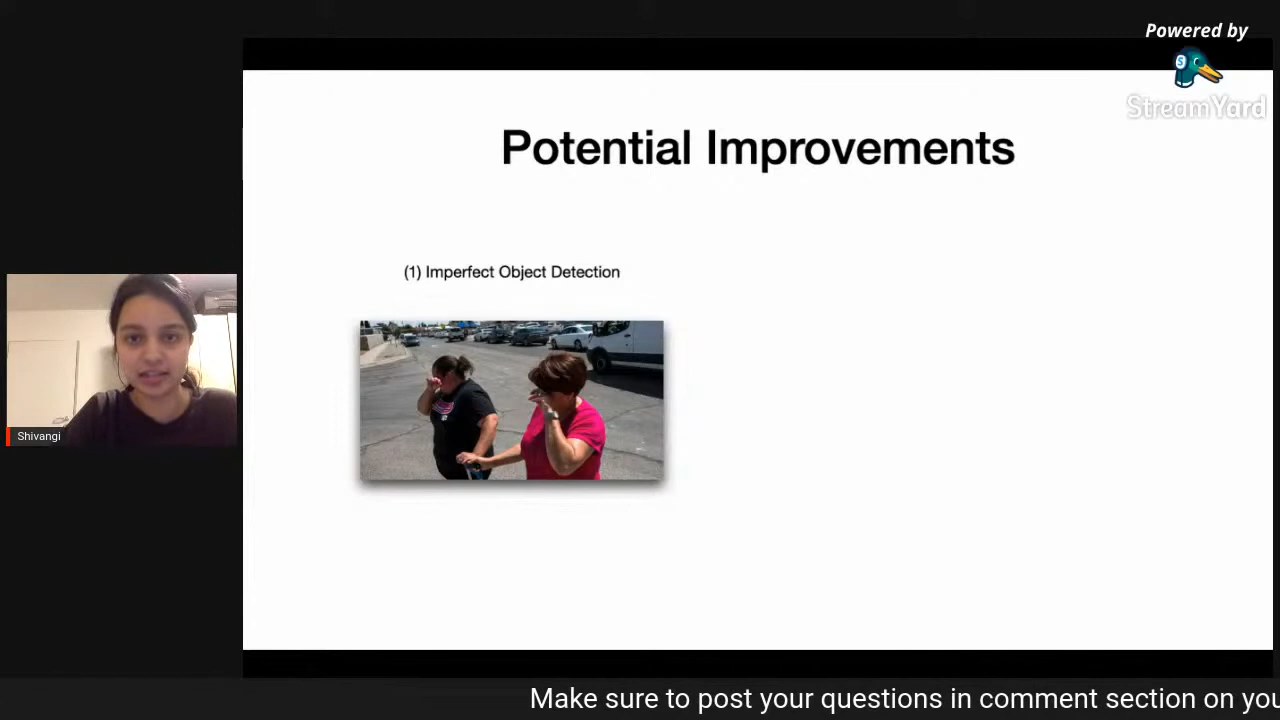 Powered by
StreamYard
Potential Improvements
(1) Imperfect Object Detection
Shivangi
Make sure to post your questions in comment section on